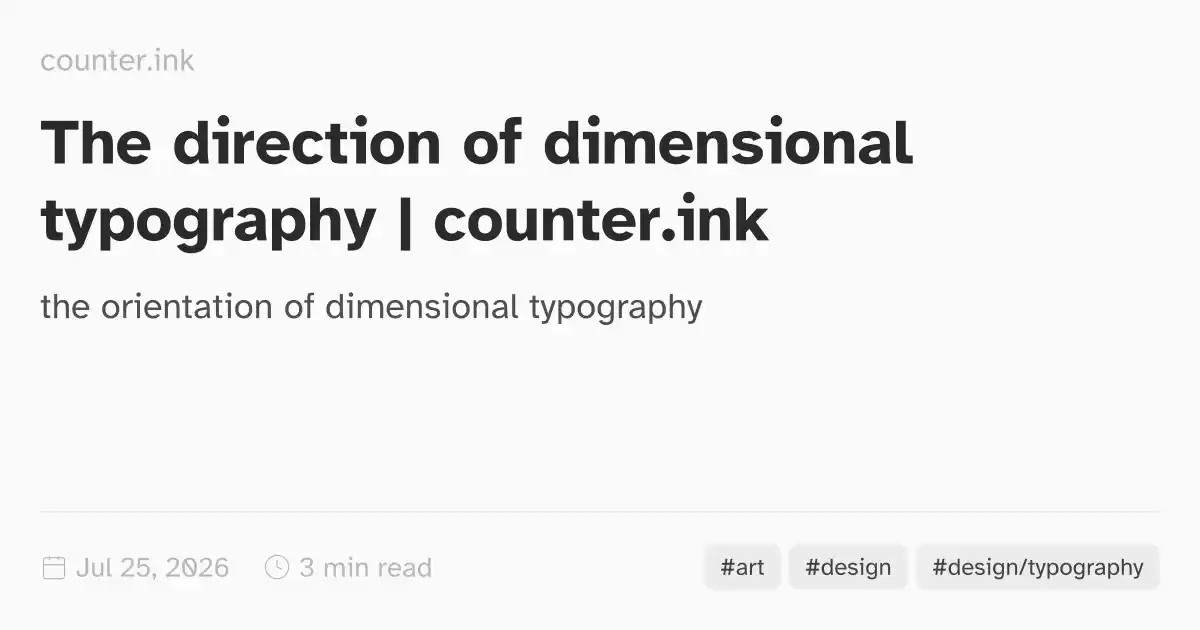 counter.ink
The direction of dimensional
typography | counter.ink
the orientation of dimensional typography
Jul 25, 2026 3 min read #art #design #design/typography